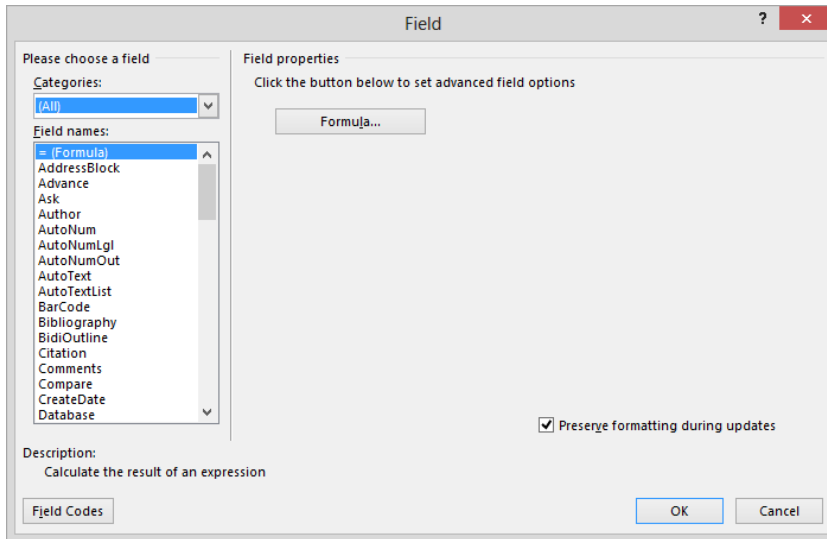 Field
?
Please choose a field
Categories:
(All)
Field names:
= (Formula)
AddressBlock
Advance
Ask
Author
AutoNum
AutoNumLgl
AutoNumOut
AutoText
AutoTextList
BarCode
Bibliography
BidiOutline
Citation
Comments
Compare
CreateDate
Database
Field properties
Click the button below to set advanced field options
Formula...
Preserve formatting during updates
Description:
Calculate the result of an expression
Field Codes
OK
Cancel